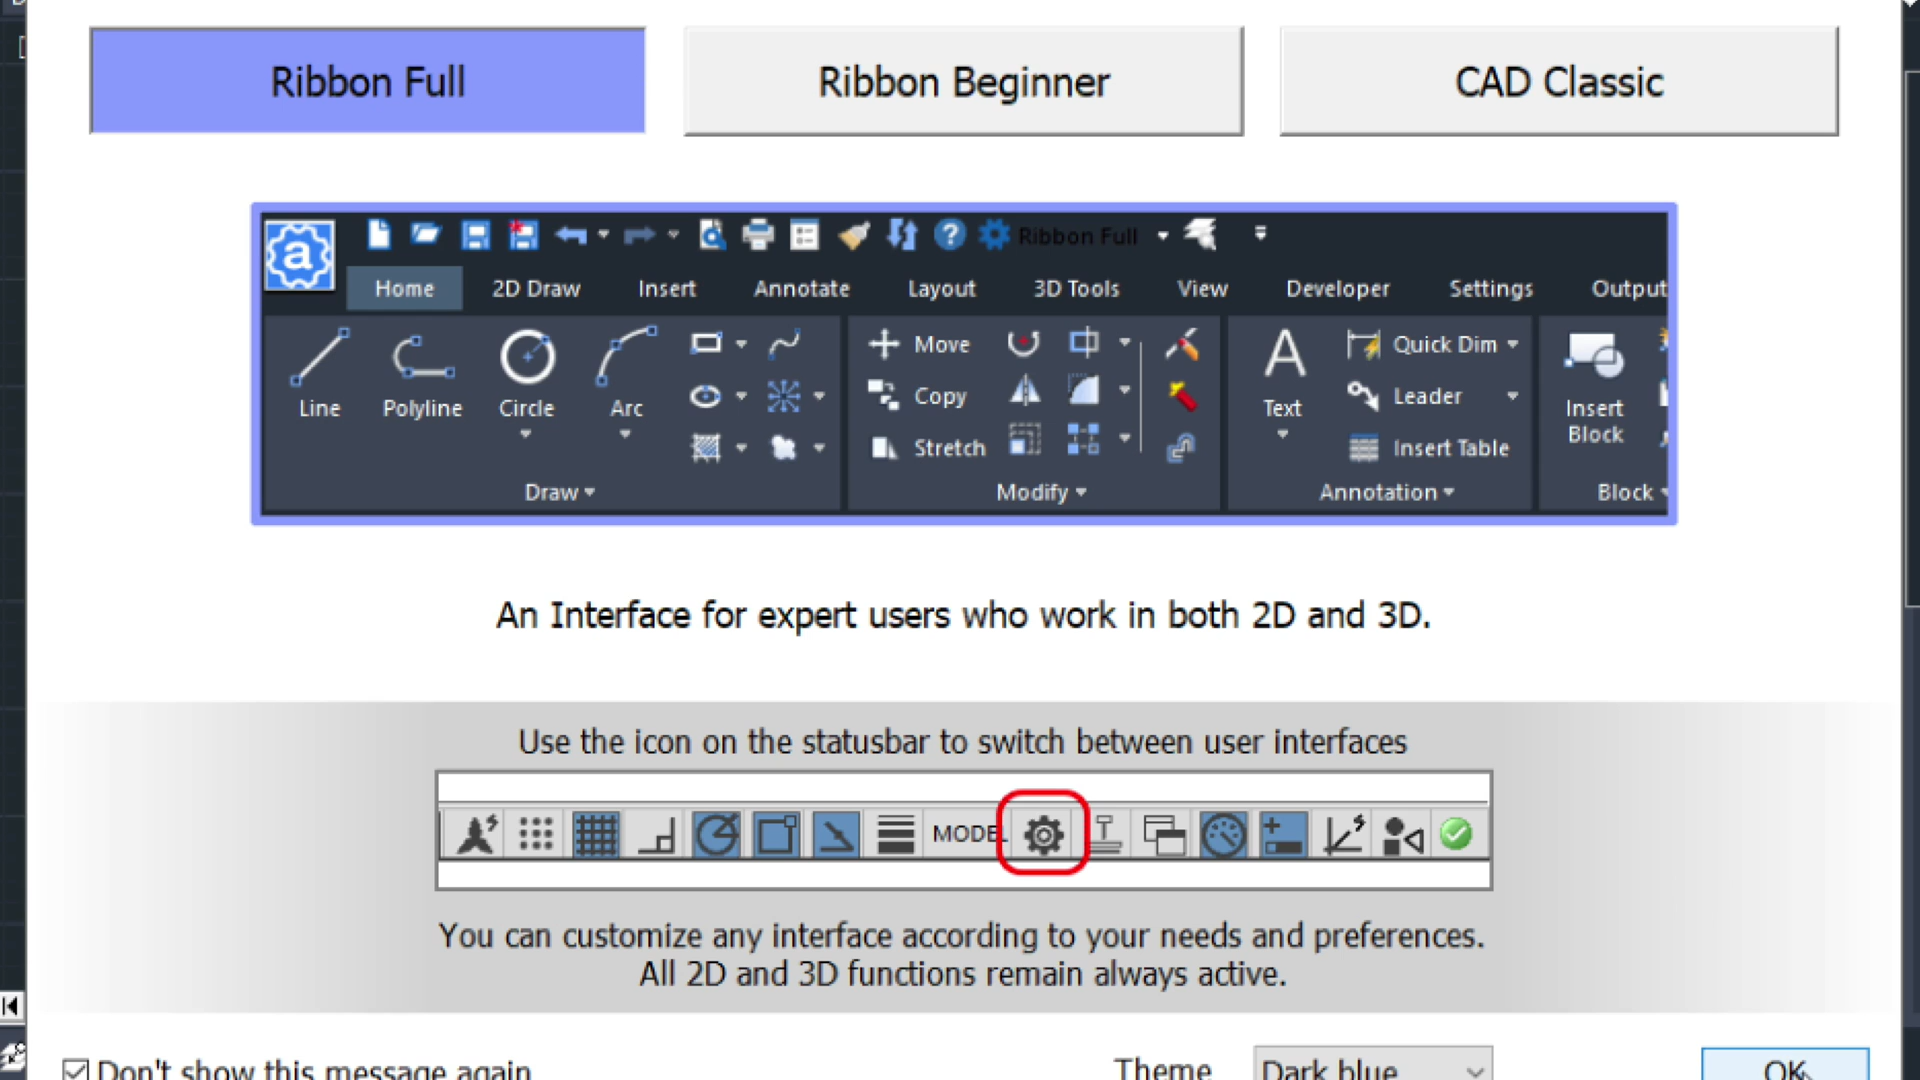 Ribbon Full
Ribbon Beginner
CAD Classic
a
Ribbon Full
Home
2D Draw
Insert
Annotate
Layout
3D Tools
View
Developer
Settings
Output
Line
Polyline
Circle
Arc
Move
Copy
Stretch
A
Text
Quick Dim
Leader
Insert Table
Insert
Block
Draw
Modify
Annotation
Block
An Interface for expert users who work in both 2D and 3D.
Use the icon on the statusbar to switch between user interfaces
MODEL
You can customize any interface according to your needs and preferences.
All 2D and 3D functions remain always active.
Don't show this message again
Theme
Dark blue
OK